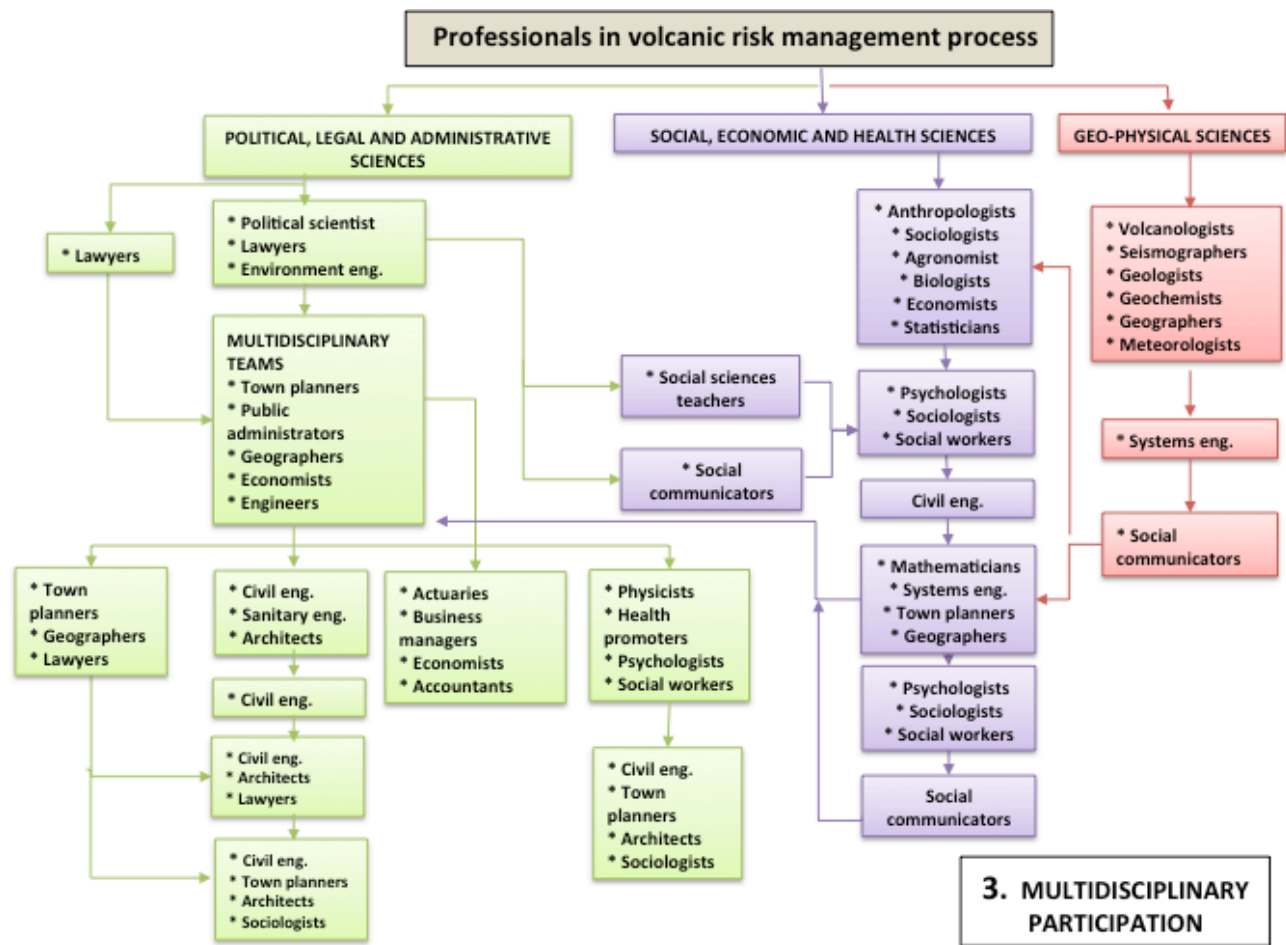 Professionals in volcanic risk management process
POLITICAL, LEGAL AND ADMINISTRATIVE
SCIENCES
SOCIAL, ECONOMIC AND HEALTH SCIENCES
GEO-PHYSICAL SCIENCES
* Lawyers
* Political scientist
* Lawyers
* Environment eng.
MULTIDISCIPLINARY
TEAMS
* Town planners
* Public
administrators
* Geographers
* Economists
* Engineers
* Town
planners
* Geographers
* Lawyers
* Civil eng.
* Sanitary eng.
* Architects
* Civil eng.
* Civil eng.
* Architects
* Lawyers
* Civil eng.
* Town planners
* Architects
* Sociologists
* Actuaries
* Business
managers
* Economists
* Accountants
* Physicists
* Health
promoters
* Psychologists
* Social workers
* Civil eng.
* Town
planners
* Architects
* Sociologists
* Social sciences
teachers
* Social
communicators
* Anthropologists
* Sociologists
* Agronomist
* Biologists
* Economists
* Statisticians
* Psychologists
* Sociologists
* Social workers
Civil eng.
* Mathematicians
* Systems eng.
* Town planners
* Geographers
* Psychologists
* Sociologists
* Social workers
Social
communicators
* Volcanologists
* Seismographers
* Geologists
* Geochemists
* Geographers
* Meteorologists
* Systems eng.
* Social
communicators
3. MULTIDISCIPLINARY
PARTICIPATION